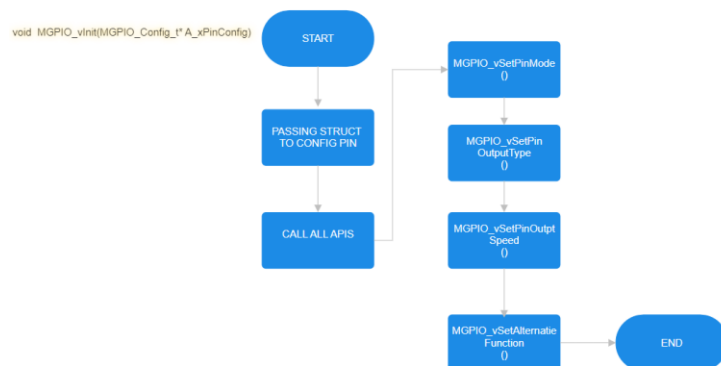 void MGPIO_vInit(MGPIO_Config_t* A_xPinConfig)
START
PASSING STRUCT
TO CONFIG PIN
CALL ALL APIS
MGPIO_vSetPinMode
()
MGPIO_vSetPin
OutputType
()
MGPIO_vSetPinOutpt
Speed
()
MGPIO_vSetAlternatie
Function
()
END